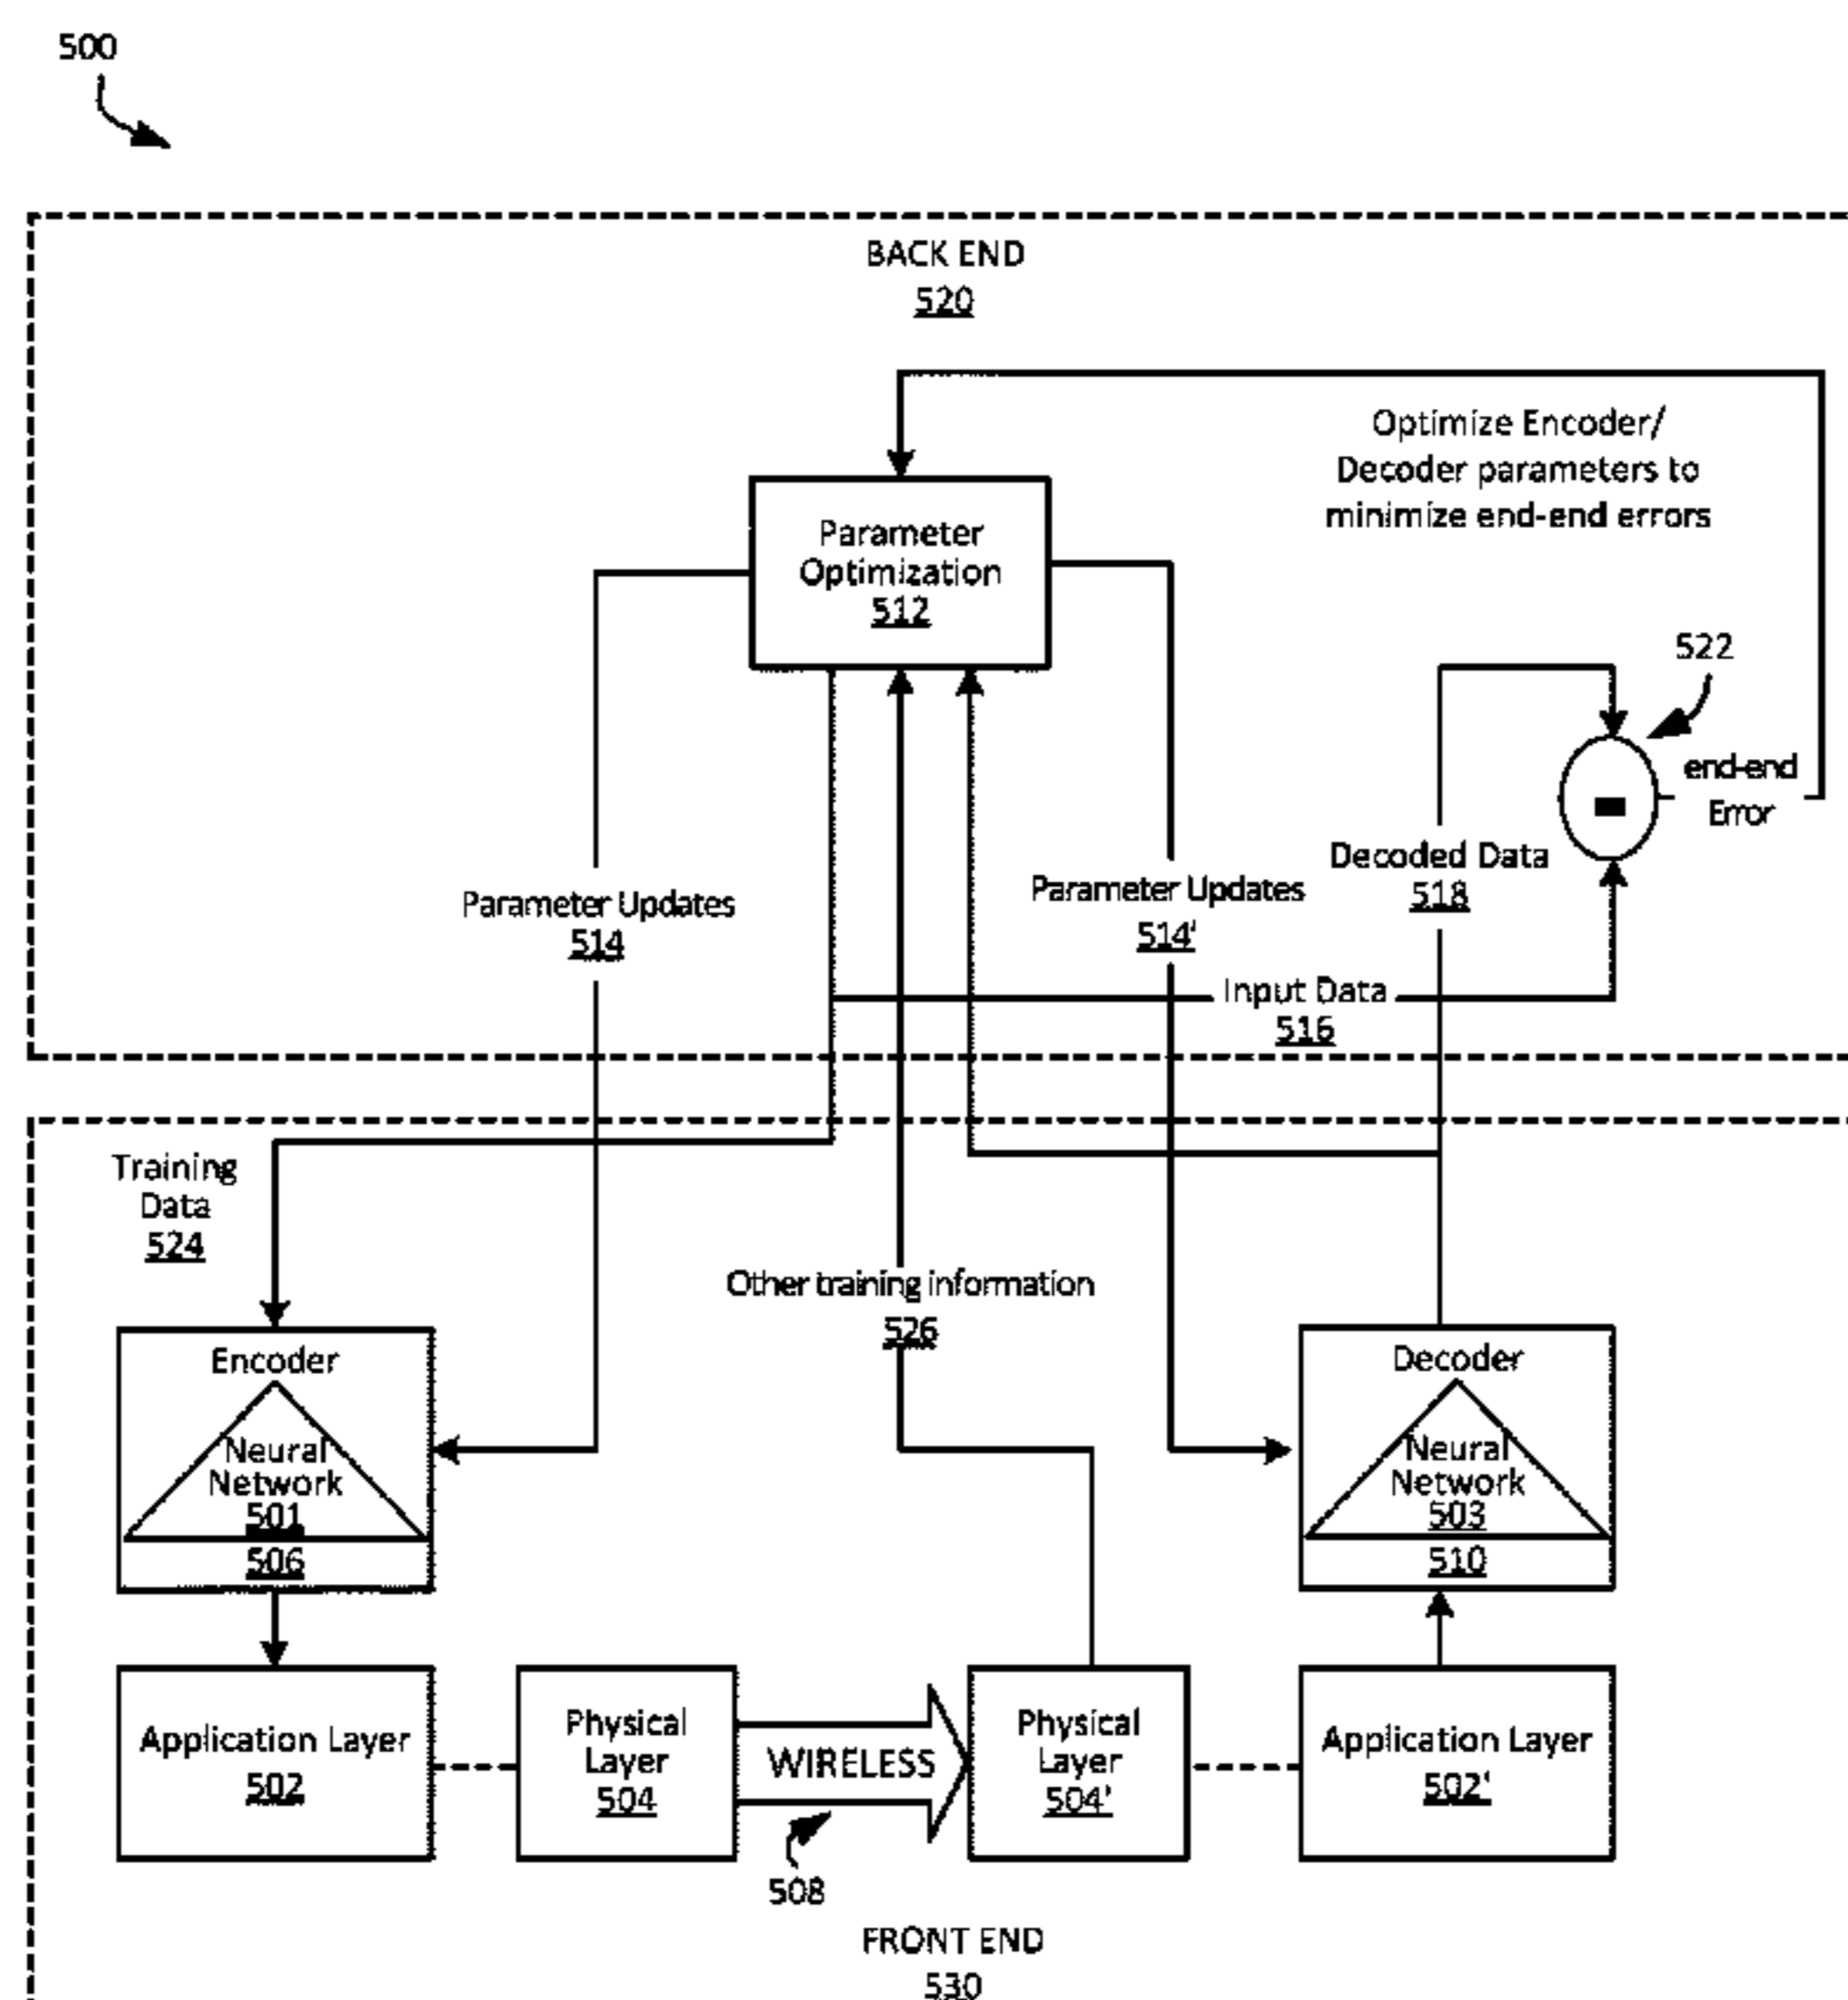 500
BACK END
520
Optimize Encoder/
Decoder parameters to
minimize end-end errors
Parameter
Optimization
512
522
end-end
Error
Decoded Data
518
Parameter Updates
514
Parameter Updates
514'
Input Data
516
Training
Data
524
Other training information
526
Encoder
Neural
Network
501
506
Decoder
Neural
Network
503
510
Application Layer
502
Physical
Layer
504
WIRELESS
508
Physical
Layer
504'
Application Layer
502'
FRONT END
530